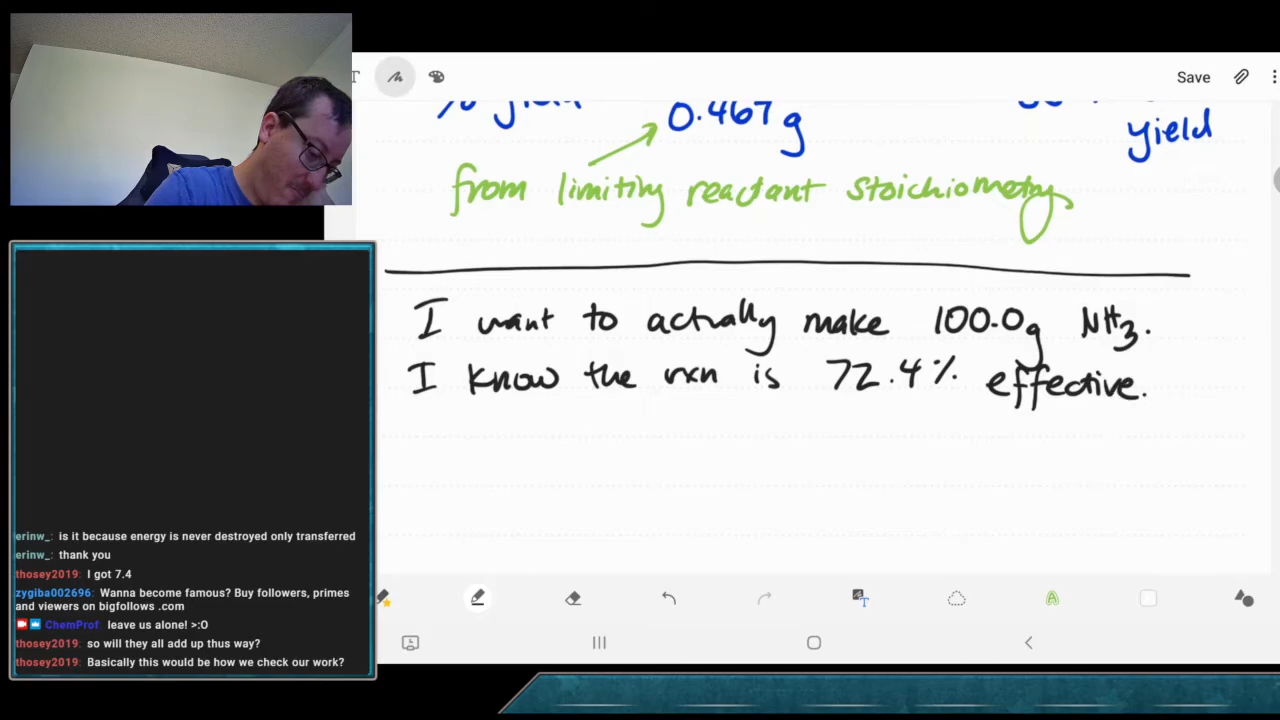 T
Save
% yield
0.467 g
yield
from limiting reactant stoichiometry
I want to actually make 100.0g NH3.
I know the rxn is 72.4% effective.
erinw_: is it because energy is never destroyed only transferred
erinw_: thank you
thosey2019: I got 7.4
zygiba002696: Wanna become famous? Buy followers, primes
and viewers on bigfollows .com
ChemProf: leave us alone! >:O
thosey2019: so will they all add up thus way?
thosey2019: Basically this would be how we check our work?
T
A